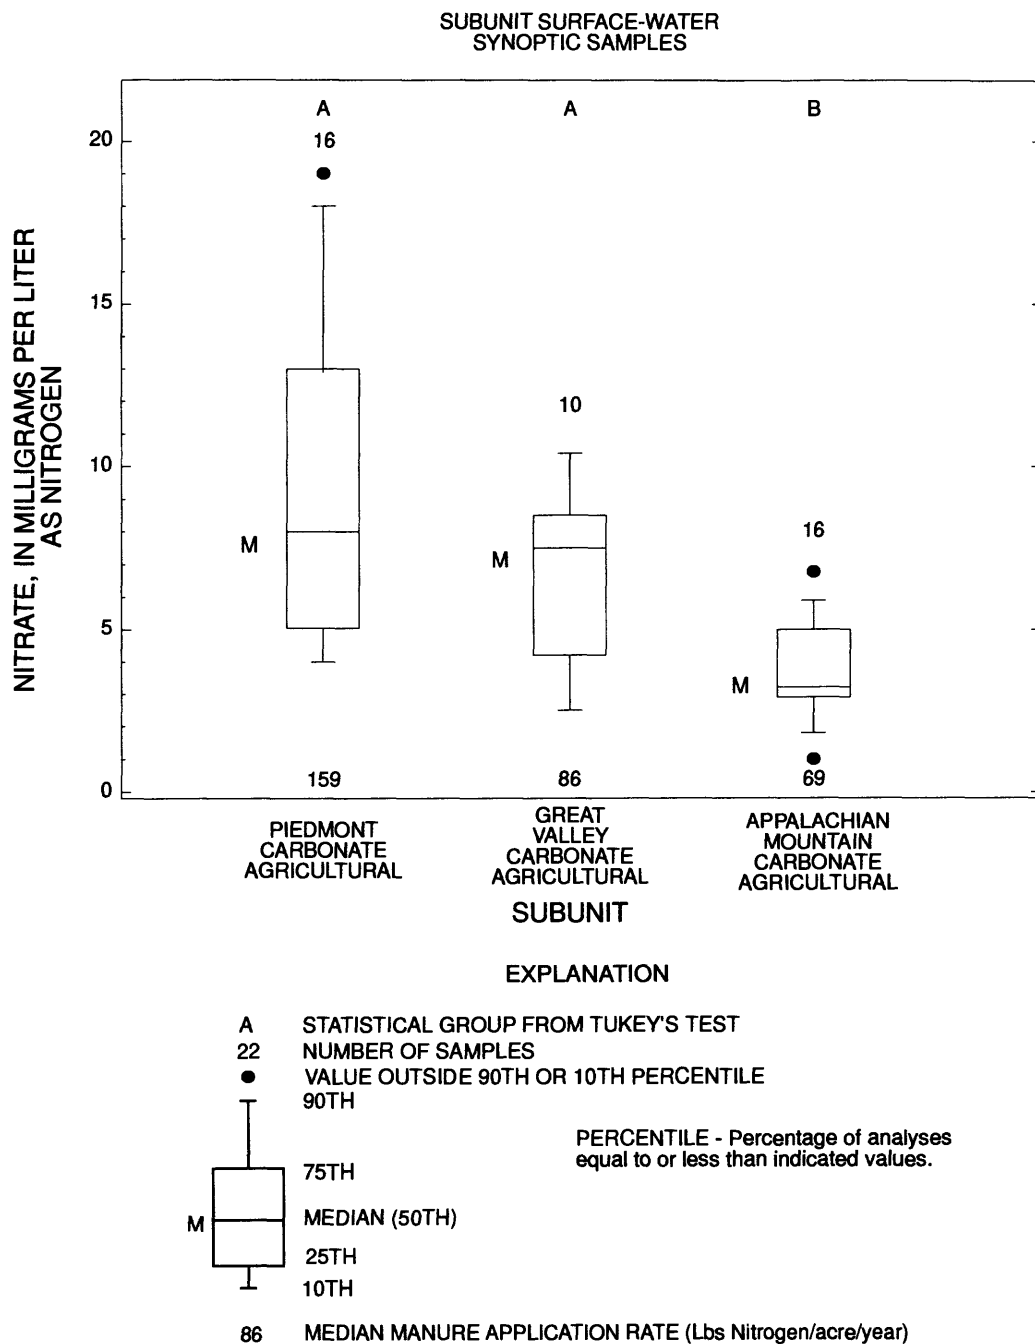 SUBUNIT SURFACE-WATER
SYNOPTIC SAMPLES
A A B
16
20
15
10
16
10
5
0
M
M
M
159 86 69
NITRATE, IN MILLIGRAMS PER LITER
AS NITROGEN
PIEDMONT
CARBONATE
AGRICULTURAL
GREAT
VALLEY
CARBONATE
AGRICULTURAL
APPALACHIAN
MOUNTAIN
CARBONATE
AGRICULTURAL
SUBUNIT
EXPLANATION
A STATISTICAL GROUP FROM TUKEY'S TEST
22 NUMBER OF SAMPLES
● VALUE OUTSIDE 90TH OR 10TH PERCENTILE
90TH
75TH
M MEDIAN (50TH)
25TH
10TH
PERCENTILE - Percentage of analyses
equal to or less than indicated values.
86 MEDIAN MANURE APPLICATION RATE (Lbs Nitrogen/acre/year)